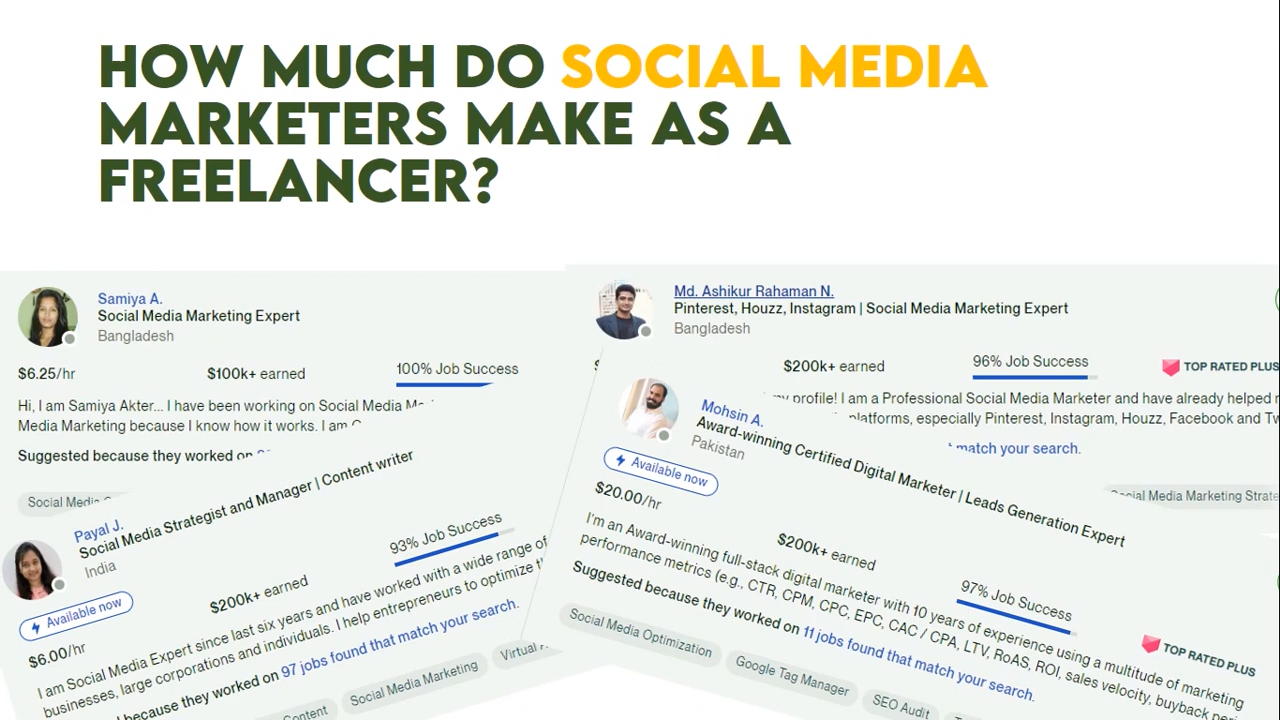 HOW MUCH DO SOCIAL MEDIA
MARKETERS MAKE AS A
FREELANCER?
Samiya A.
Social Media Marketing Expert
Bangladesh
$6.25/hr
$100k+ earned
100% Job Success
Hi, I am Samiya Akter... I have been working on Social Media
Media Marketing because I know how it works. I am
Suggested because they worked on
Social Media
Payal J.
Social Media Strategist and Manager | Content writer
India
Available now
$6.00/hr
$200k+ earned
93% Job Success
I am Social Media Expert since last six years and have worked with a wide range of
businesses, large corporations and individuals. I help entrepreneurs to optimize
because they worked on 97 jobs found that match your search.
Content
Social Media Marketing
Virtual
Md. Ashikur Rahaman N.
Pinterest, Houzz, Instagram | Social Media Marketing Expert
Bangladesh
$200k+ earned
96% Job Success
TOP RATED PLUS
my profile! I am a Professional Social Media Marketer and have already helped
platforms, especially Pinterest, Instagram, Houzz, Facebook and
match your search.
Social Media Marketing
Mohsin A.
Award-winning Certified Digital Marketer | Leads Generation Expert
Pakistan
Available now
$20.00/hr
$200k+ earned
97% Job Success
TOP RATED PLUS
I'm an Award-winning full-stack digital marketer with 10 years of experience using a multitude of marketing
performance metrics (e.g., CTR, CPM, CPC, EPC, CAC / CPA, LTV, RoAS, ROI, sales velocity, buyback
Suggested because they worked on 11 jobs found that match your search.
Social Media Optimization
Google Tag Manager
SEO Audit